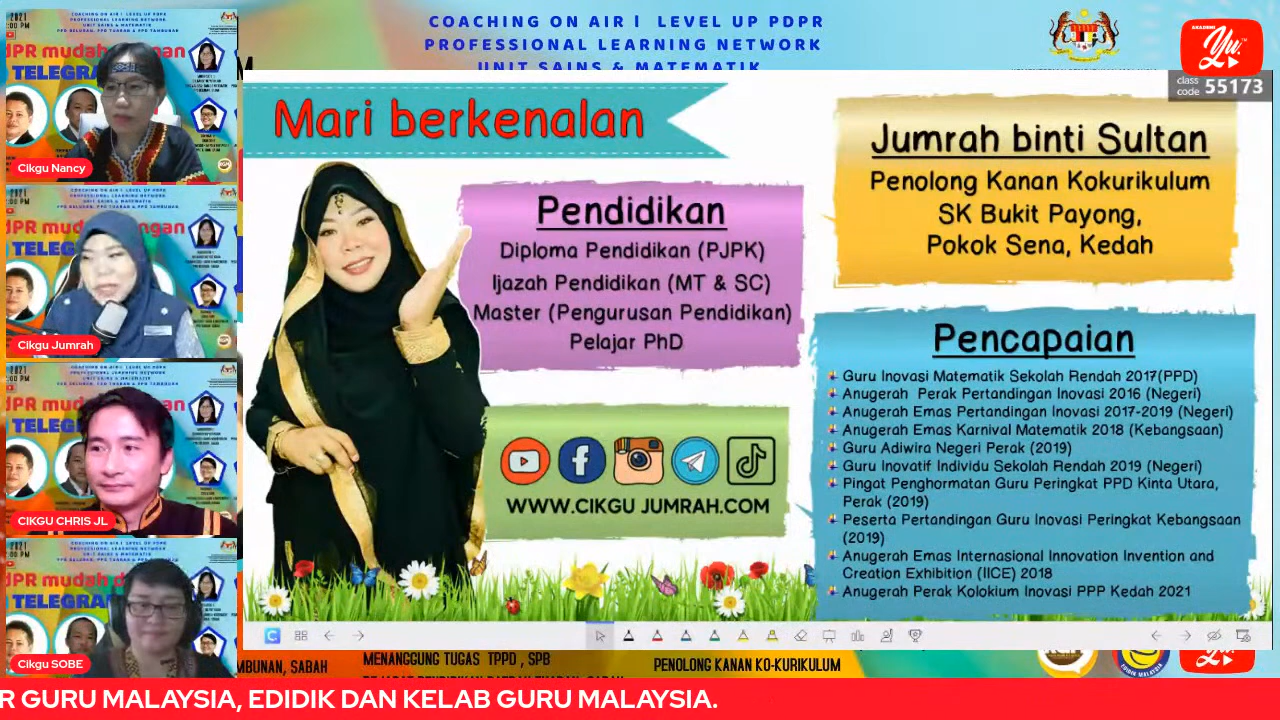 COACHING ON AIR | LEVEL UP PDPR
PROFESSIONAL LEARNING NETWORK
UNIT SAINS & MATEMATIK
AKADEMI
YuTM
class code 55173
Cikgu Nancy
Cikgu Jumrah
CIKGU CHRIS JL
Cikgu SOBE
Mari berkenalan
Pendidikan
Diploma Pendidikan (PJPK)
Ijazah Pendidikan (MT & SC)
Master (Pengurusan Pendidikan)
Pelajar PhD
WWW.CIKGU JUMRAH.COM
Jumrah binti Sultan
Penolong Kanan Kokurikulum
SK Bukit Payong,
Pokok Sena, Kedah
Pencapaian
Guru Inovasi Matematik Sekolah Rendah 2017(PPD)
Anugerah Perak Pertandingan Inovasi 2016 (Negeri)
Anugerah Emas Pertandingan Inovasi 2017-2019 (Negeri)
Anugerah Emas Karnival Matematik 2018 (Kebangsaan)
Guru Adiwira Negeri Perak (2019)
Guru Inovatif Individu Sekolah Rendah 2019 (Negeri)
Pingat Penghormatan Guru Peringkat PPD Kinta Utara,
Perak (2019)
Peserta Pertandingan Guru Inovasi Peringkat Kebangsaan
(2019)
Anugerah Emas Internasional Innovation Invention and
Creation Exhibition (IICE) 2018
Anugerah Perak Kolokium Inovasi PPP Kedah 2021
MBUNAN, SABAH
MENANGGUNG TUGAS TPPD , SPB
PENOLONG KANAN KO-KURIKULUM
R GURU MALAYSIA, EDIDIK DAN KELAB GURU MALAYSIA.